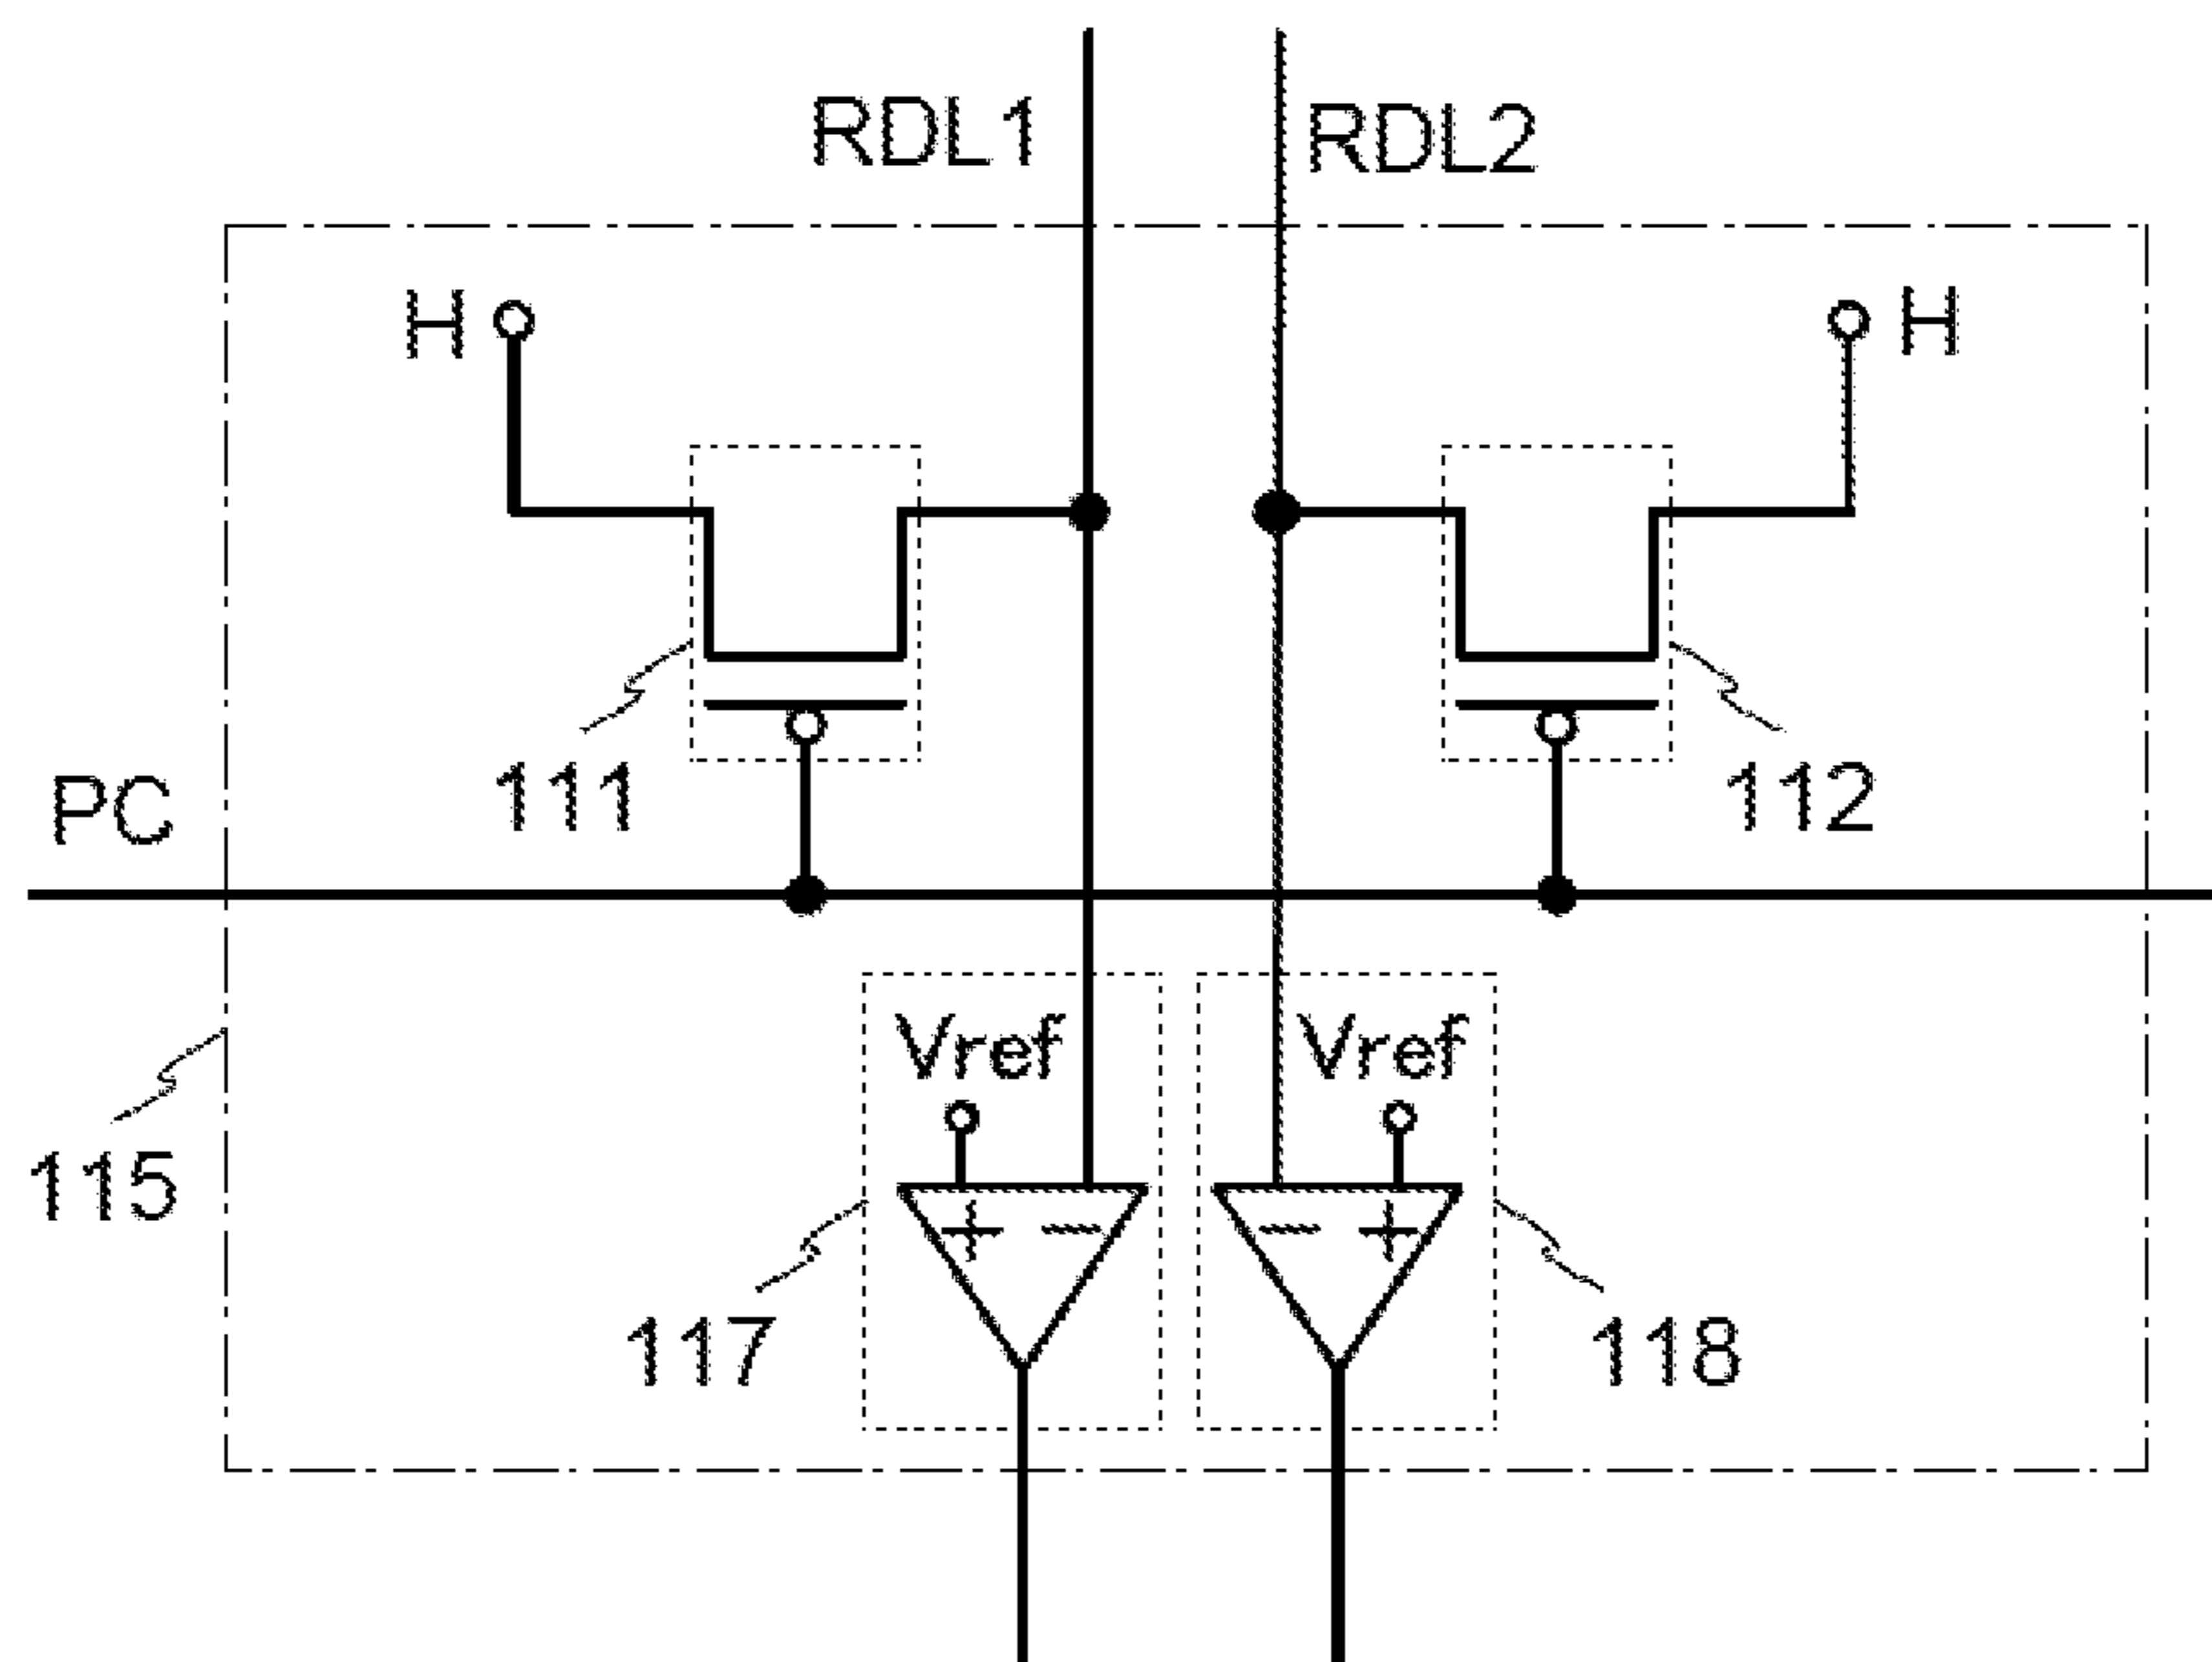 RDL1
RDL2
H
H
111
112
PC
Vref
Vref
+ −
− +
115
117
118